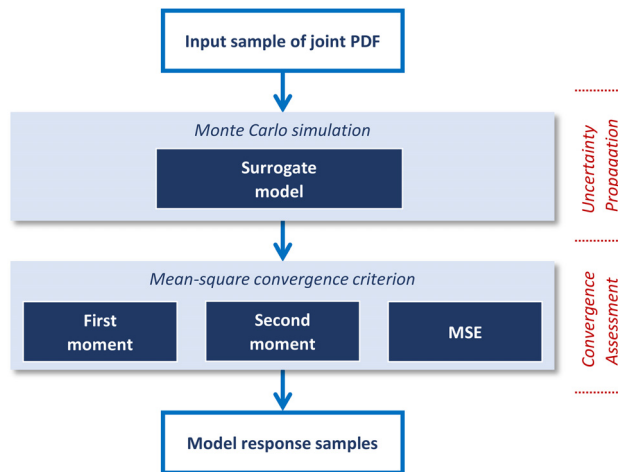 Input sample of joint PDF
Monte Carlo simulation
Surrogate
model
Uncertainty
Propagation
Mean-square convergence criterion
First
moment
Second
moment
MSE
Convergence
Assessment
Model response samples